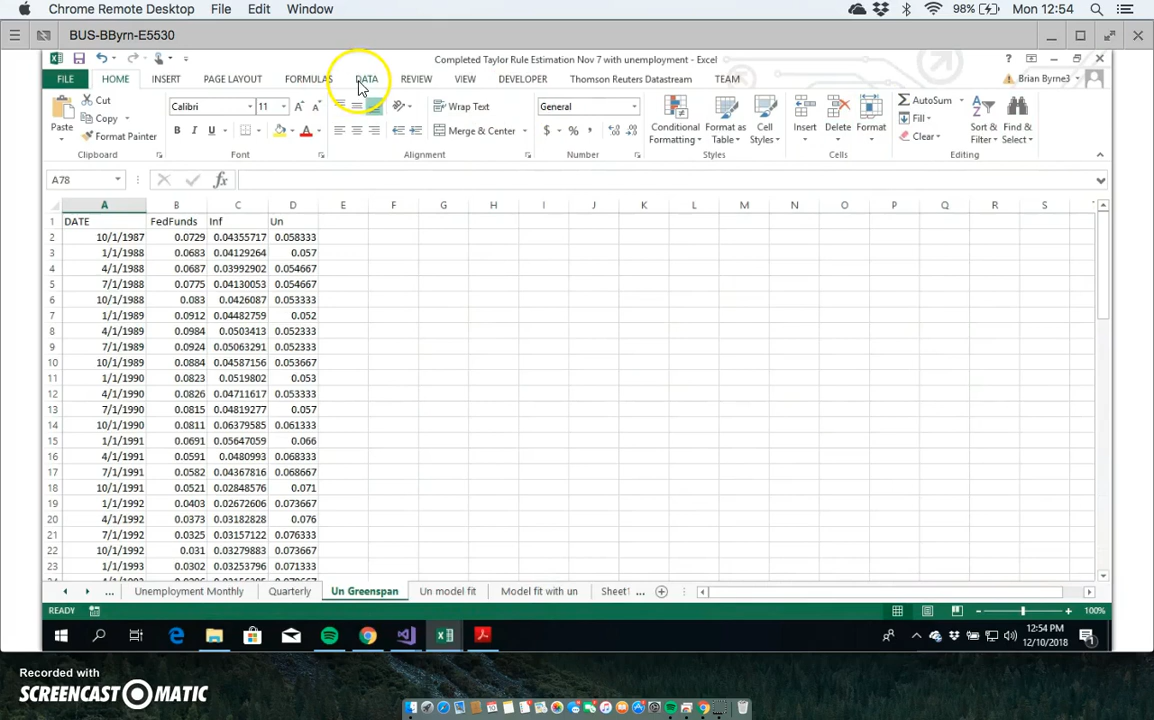 Chrome Remote Desktop File Edit Window 98% Mon 12:54
BUS-BByrn-E5530
Completed Taylor Rule Estimation Nov 7 with unemployment - Excel
FILE HOME INSERT PAGE LAYOUT FORMULAS DATA REVIEW VIEW DEVELOPER Thomson Reuters Datastream TEAM Brian Byrne3
Cut
Copy
Format Painter
Paste
Clipboard
Calibri 11
B I U
Font
Wrap Text
Merge & Center
Alignment
General
$ % ,
Number
Conditional Formatting
Format as Table
Cell Styles
Styles
Insert Delete Format
Cells
AutoSum
Fill
Clear
Sort & Filter
Find & Select
Editing
A78
A B C D E F G H I J K L M N O P Q R S
1 DATE FedFunds Inf Un
2 10/1/1987 0.0729 0.04355717 0.058333
3 1/1/1988 0.0683 0.04129264 0.057
4 4/1/1988 0.0687 0.03992902 0.054667
5 7/1/1988 0.0775 0.04130053 0.054667
6 10/1/1988 0.083 0.0426087 0.053333
7 1/1/1989 0.0912 0.04482759 0.052
8 4/1/1989 0.0984 0.0503413 0.052333
9 7/1/1989 0.0924 0.05063291 0.052333
10 10/1/1989 0.0884 0.04587156 0.053667
11 1/1/1990 0.0823 0.0519802 0.053
12 4/1/1990 0.0826 0.04711617 0.053333
13 7/1/1990 0.0815 0.04819277 0.057
14 10/1/1990 0.0811 0.06379585 0.061333
15 1/1/1991 0.0691 0.05647059 0.066
16 4/1/1991 0.0591 0.0480993 0.068333
17 7/1/1991 0.0582 0.04367816 0.068667
18 10/1/1991 0.0521 0.02848576 0.071
19 1/1/1992 0.0403 0.02672606 0.073667
20 4/1/1992 0.0373 0.03182828 0.076
21 7/1/1992 0.0325 0.03157122 0.076333
22 10/1/1992 0.031 0.03279883 0.073667
23 1/1/1993 0.0302 0.03253796 0.071333
... Unemployment Monthly Quarterly Un Greenspan Un model fit Model fit with un Sheet1 ...
READY 100%
12:54 PM
12/10/2018
Recorded with
SCREENCAST-O-MATIC